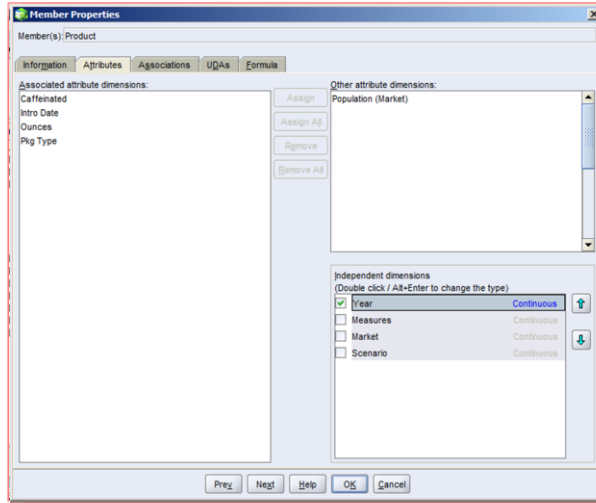 Member Properties
Member(s): Product
Information Attributes Associations UDAs Formula
Associated attribute dimensions:
Caffeinated
Intro Date
Ounces
Pkg Type
Assign
Assign All
Remove
Remove All
Other attribute dimensions:
Population (Market)
Independent dimensions
(Double click / Alt+Enter to change the type)
Year Continuous
Measures Continuous
Market Continuous
Scenario Continuous
Prev Next Help OK Cancel